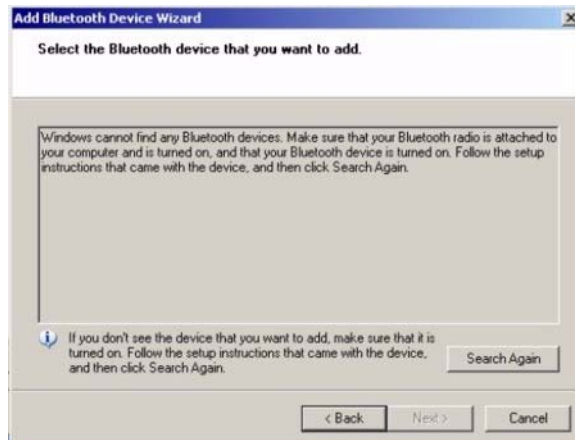 Add Bluetooth Device Wizard
Select the Bluetooth device that you want to add.
Windows cannot find any Bluetooth devices. Make sure that your Bluetooth radio is attached to
your computer and is turned on, and that your Bluetooth device is turned on. Follow the setup
instructions that came with the device, and then click Search Again.
If you don't see the device that you want to add, make sure that it is
turned on. Follow the setup instructions that came with the device,
and then click Search Again.
Search Again
< Back
Next >
Cancel